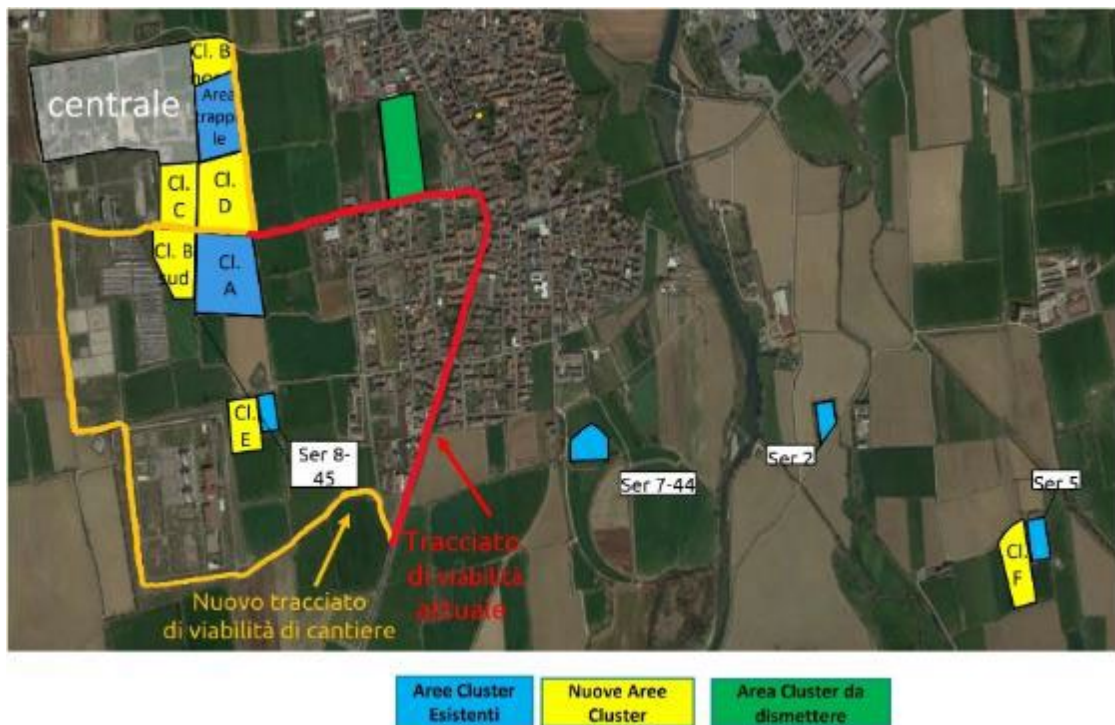 Cl. B
centrale
Area
trapp
le
Cl.
C
Cl.
D
Cl. B
sud
Cl.
A
Cl.
E
Ser 8-
45
Ser 7-44
Ser 2
Ser 5
Cl.
F
Tracciato
di viabilità
attuale
Nuovo tracciato
di viabilità di cantiere
Aree Cluster
Esistenti
Nuove Aree
Cluster
Area Cluster da
dismettere